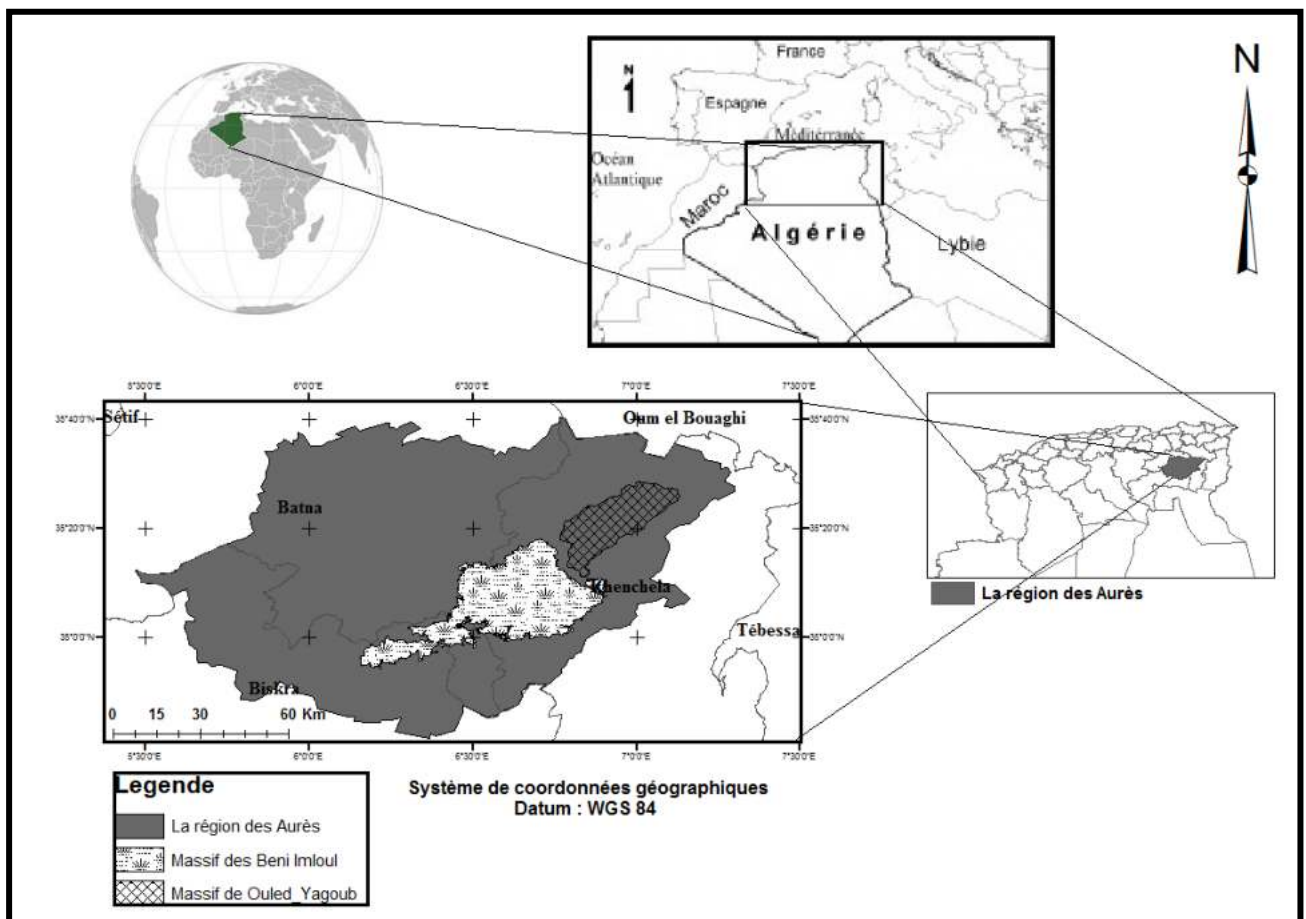 France
N
Espagne
Méditérranée
Océan
Atlantique
Maroc
Algérie
Lybie
N
5°30'0"E 6°0'0"E 6°30'0"E 7°0'0"E 7°30'0"E
35°40'0"N Sétif Oum el Bouaghi 35°40'0"N
Batna
35°20'0"N 35°20'0"N
Khenchela
35°0'0"N Tébessa 35°0'0"N
Biskra
0 15 30 60 Km
5°30'0"E 6°0'0"E 6°30'0"E 7°0'0"E 7°30'0"E
La région des Aurès
Legende
La région des Aurès
Massif des Beni Imloul
Massif de Ouled_Yagoub
Système de coordonnées géographiques
Datum : WGS 84